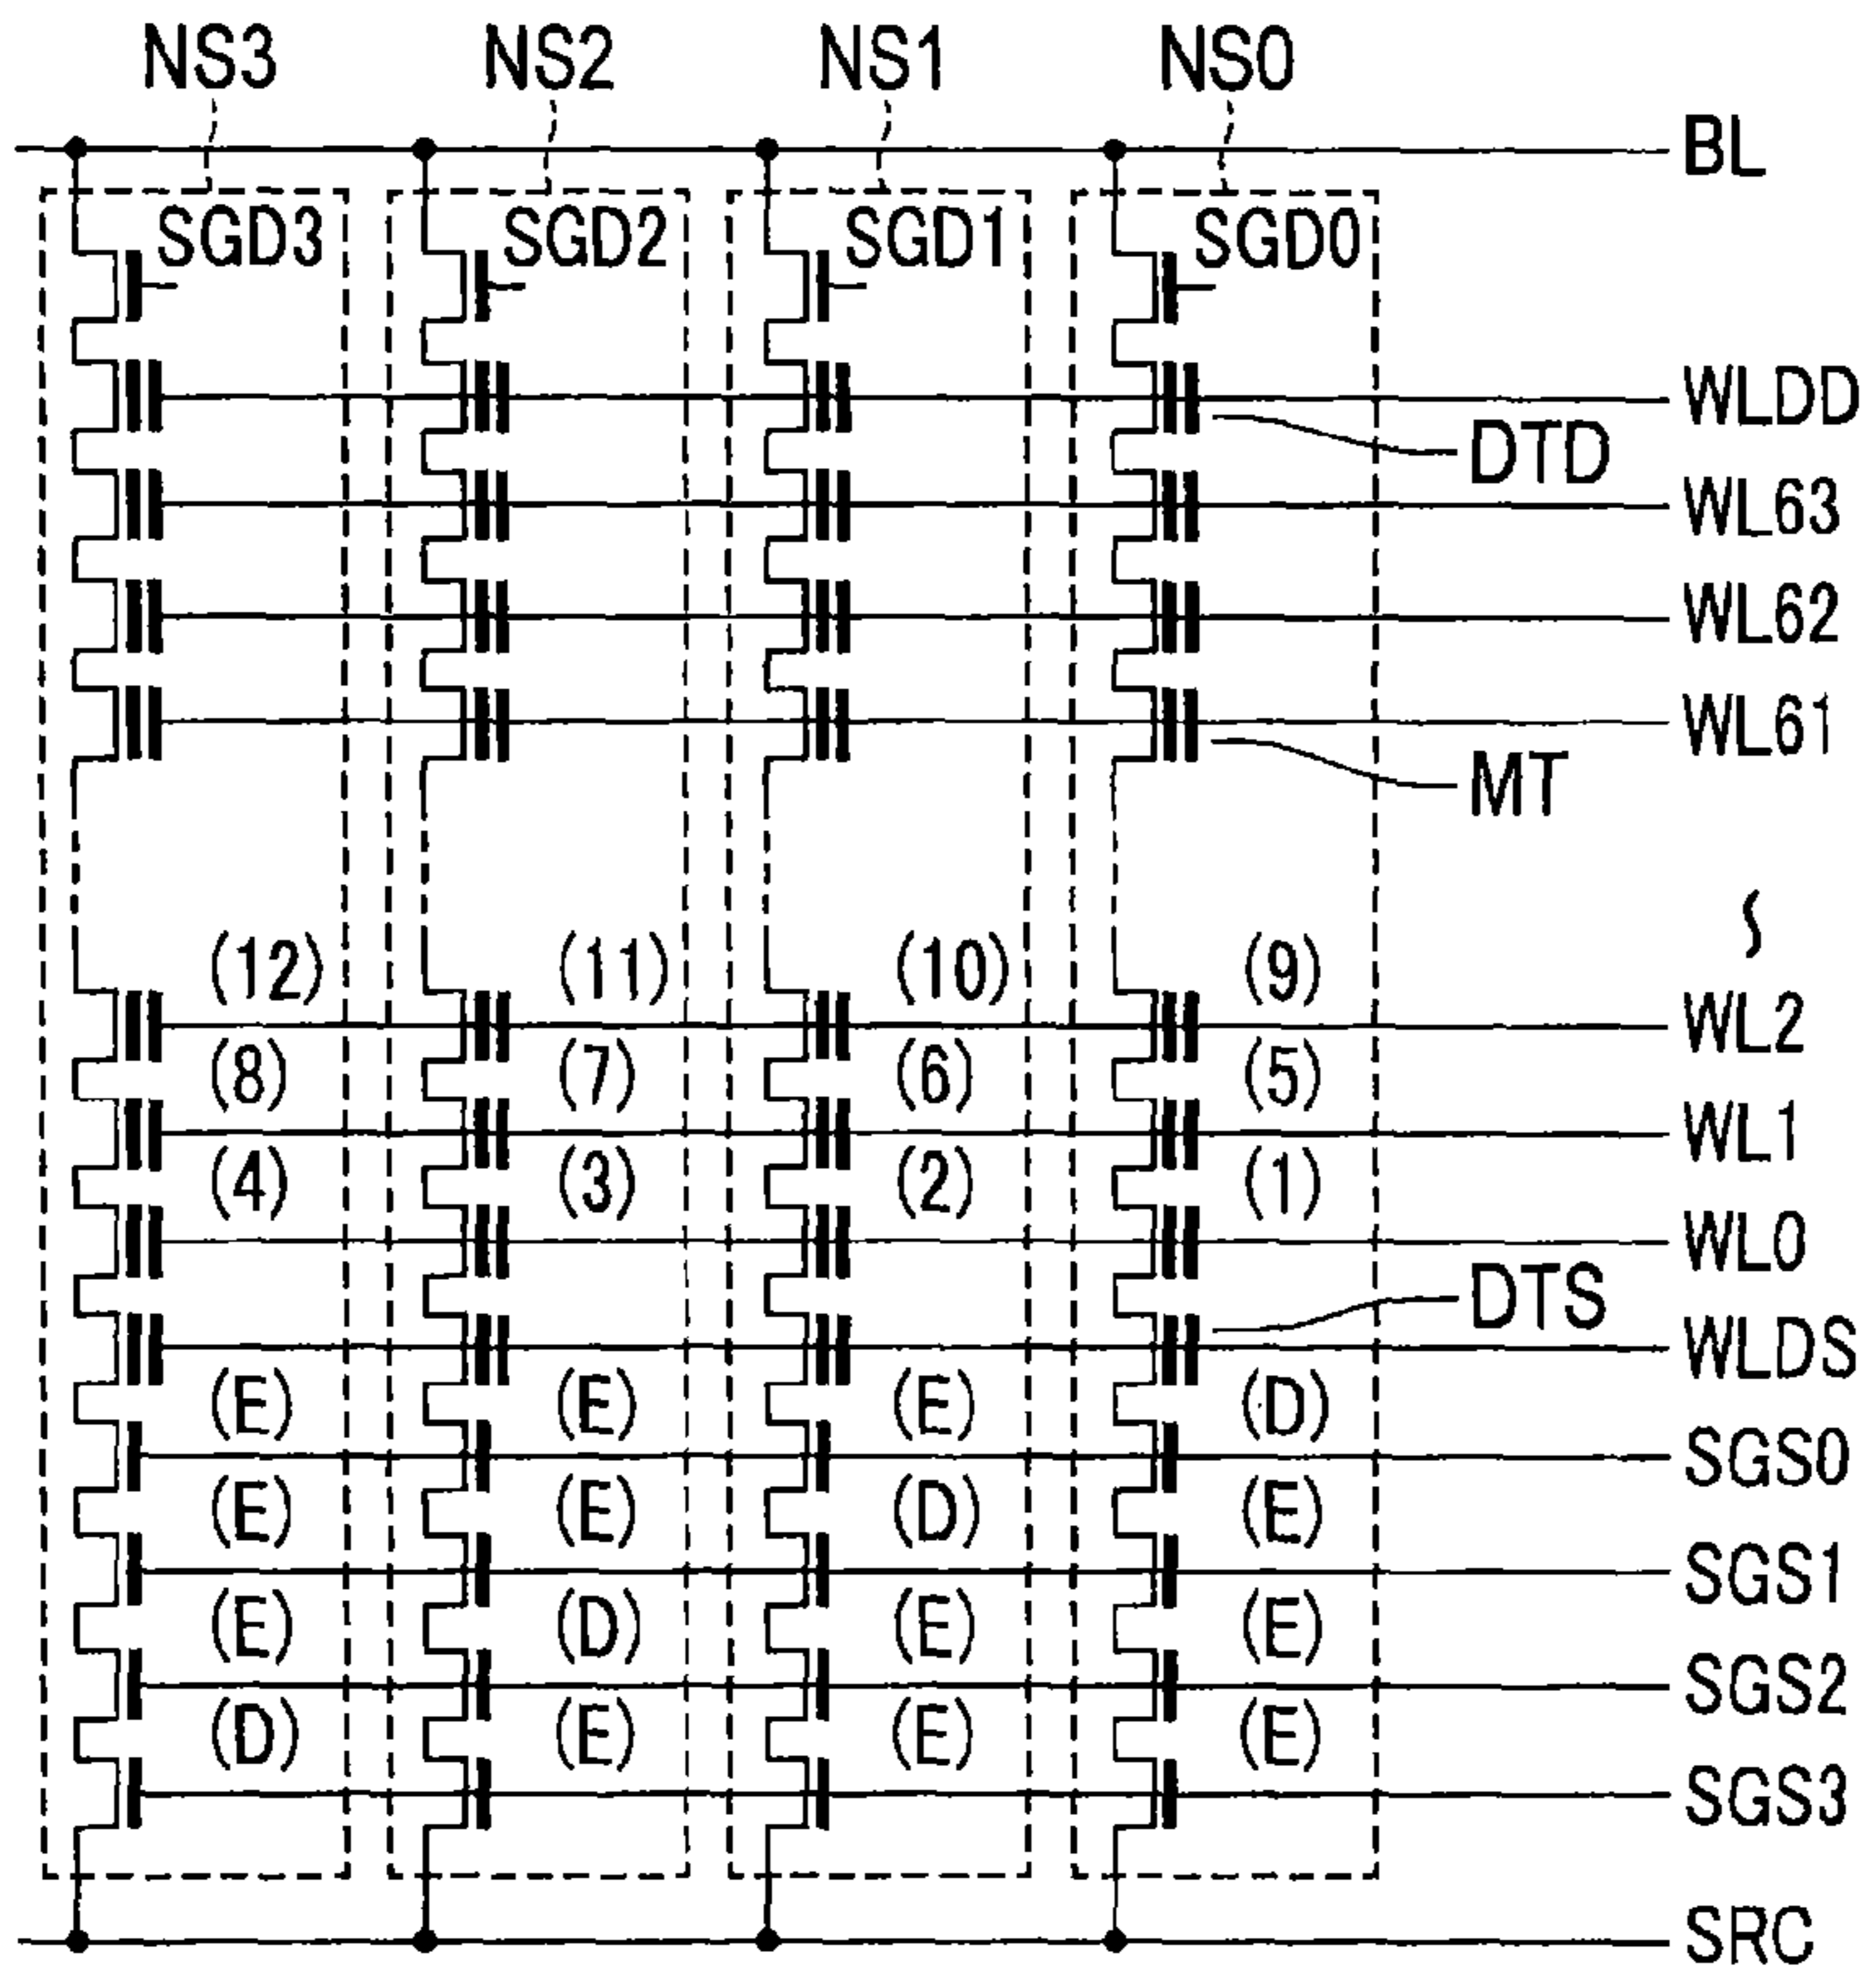 NS3 NS2 NS1 NS0
BL
SGD3 SGD2 SGD1 SGD0
WLDD
DTD
WL63
WL62
WL61
MT
(12) (11) (10) (9)
WL2
(8) (7) (6) (5)
WL1
(4) (3) (2) (1)
WL0
DTS
WLDS
(E) (E) (E) (D)
SGS0
(E) (E) (D) (E)
SGS1
(E) (D) (E) (E)
SGS2
(D) (E) (E) (E)
SGS3
SRC